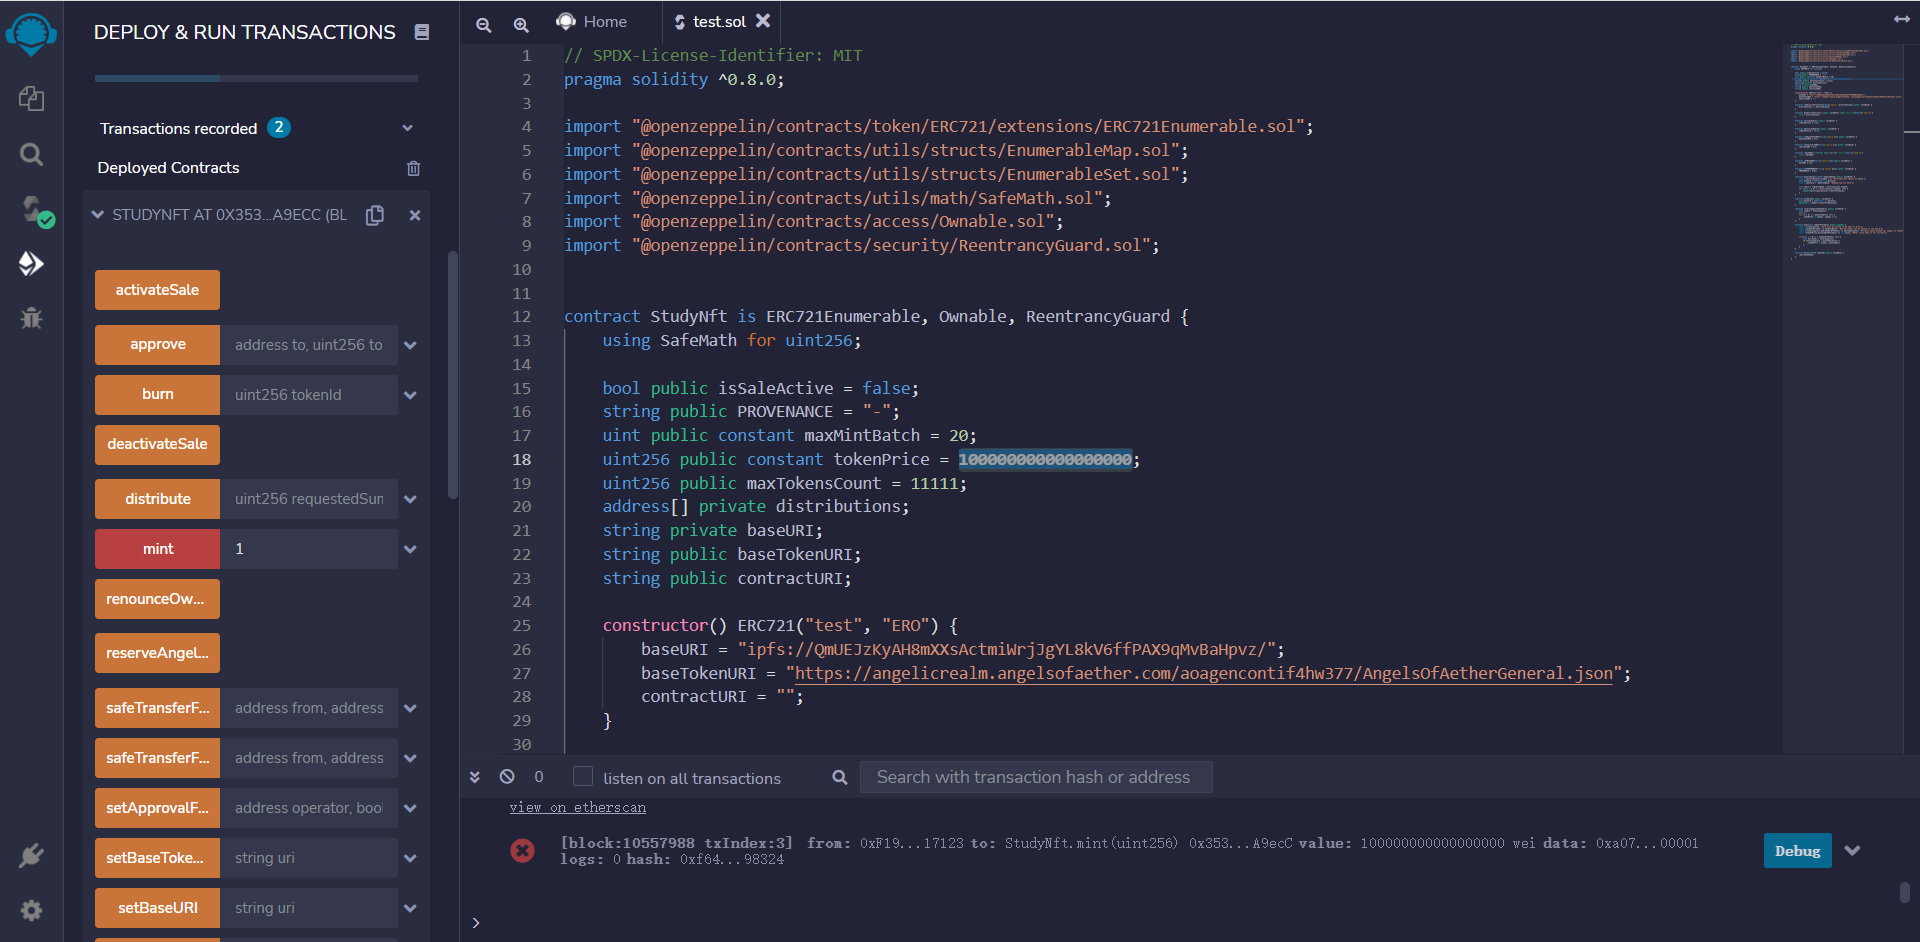 DEPLOY & RUN TRANSACTIONS
Transactions recorded 2
Deployed Contracts
STUDYNFT AT 0X353...A9ECC (BL
activateSale
approve address to, uint256 to
burn uint256 tokenId
deactivateSale
distribute uint256 requestedSun
mint 1
renounceOw...
reserveAngel...
safeTransferF... address from, address
safeTransferF... address from, address
setApprovalF... address operator, boo
setBaseToke... string uri
setBaseURI string uri
Home
test.sol
1 // SPDX-License-Identifier: MIT
2 pragma solidity ^0.8.0;
3
4 import "@openzeppelin/contracts/token/ERC721/extensions/ERC721Enumerable.sol";
5 import "@openzeppelin/contracts/utils/structs/EnumerableMap.sol";
6 import "@openzeppelin/contracts/utils/structs/EnumerableSet.sol";
7 import "@openzeppelin/contracts/utils/math/SafeMath.sol";
8 import "@openzeppelin/contracts/access/Ownable.sol";
9 import "@openzeppelin/contracts/security/ReentrancyGuard.sol";
10
11
12 contract StudyNft is ERC721Enumerable, Ownable, ReentrancyGuard {
13 using SafeMath for uint256;
14
15 bool public isSaleActive = false;
16 string public PROVENANCE = "-";
17 uint public constant maxMintBatch = 20;
18 uint256 public constant tokenPrice = 100000000000000000;
19 uint256 public maxTokensCount = 11111;
20 address[] private distributions;
21 string private baseURI;
22 string public baseTokenURI;
23 string public contractURI;
24
25 constructor() ERC721("test", "ERO") {
26 baseURI = "ipfs://QmUEJzKyAH8mXXsActmiWrjJgYL8kV6ffPAX9qMvBaHpvz/";
27 baseTokenURI = "https://angelicrealm.angelsofaether.com/aoagencontif4hw377/AngelsOfAetherGeneral.json";
28 contractURI = "";
29 }
30
0 listen on all transactions Search with transaction hash or address
view on etherscan
[block:10557988 txIndex:3] from: 0xF19...17123 to: StudyNft.mint(uint256) 0x353...A9ecC value: 100000000000000000 wei data: 0xa07...00001
logs: 0 hash: 0xf64...98324
Debug
>